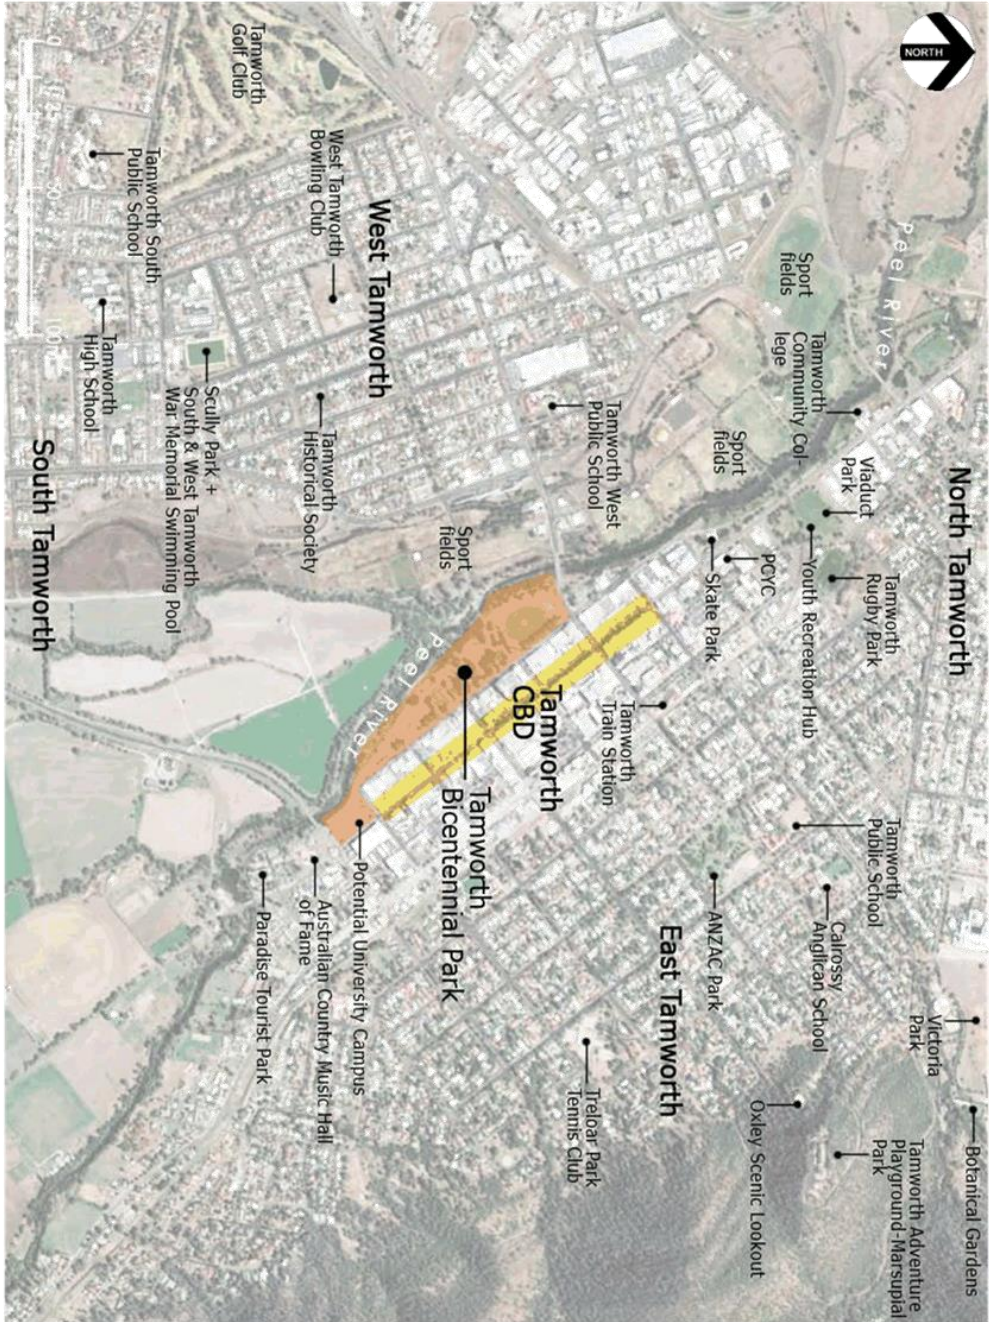 NORTH
North Tamworth
Victoria
Park
Botanical Gardens
Peel River
Viaduct
Park
Tamworth
Rugby Park
Tamworth
Public School
Tamworth Adventure
Playground-Marsupial
Park
Sport
fields
Tamworth
Community Col-
lege
Youth Recreation Hub
Calrossy
Anglican School
PCYC
Oxley Scenic Lookout
Sport
fields
Skate Park
ANZAC Park
East Tamworth
Tamworth West
Public School
Tamworth
Train Station
Treloar Park
Tennis Club
Tamworth
CBD
Sport
fields
Tamworth
Bicentennial Park
Peel River
West Tamworth
Potential University Campus
West Tamworth
Bowling Club
Tamworth
Historical Society
Australian Country Music Hall
of Fame
Tamworth
Golf Club
Paradise Tourist Park
Scully Park +
South & West Tamworth
War Memorial Swimming Pool
Tamworth South
Public School
Tamworth
High School
South Tamworth